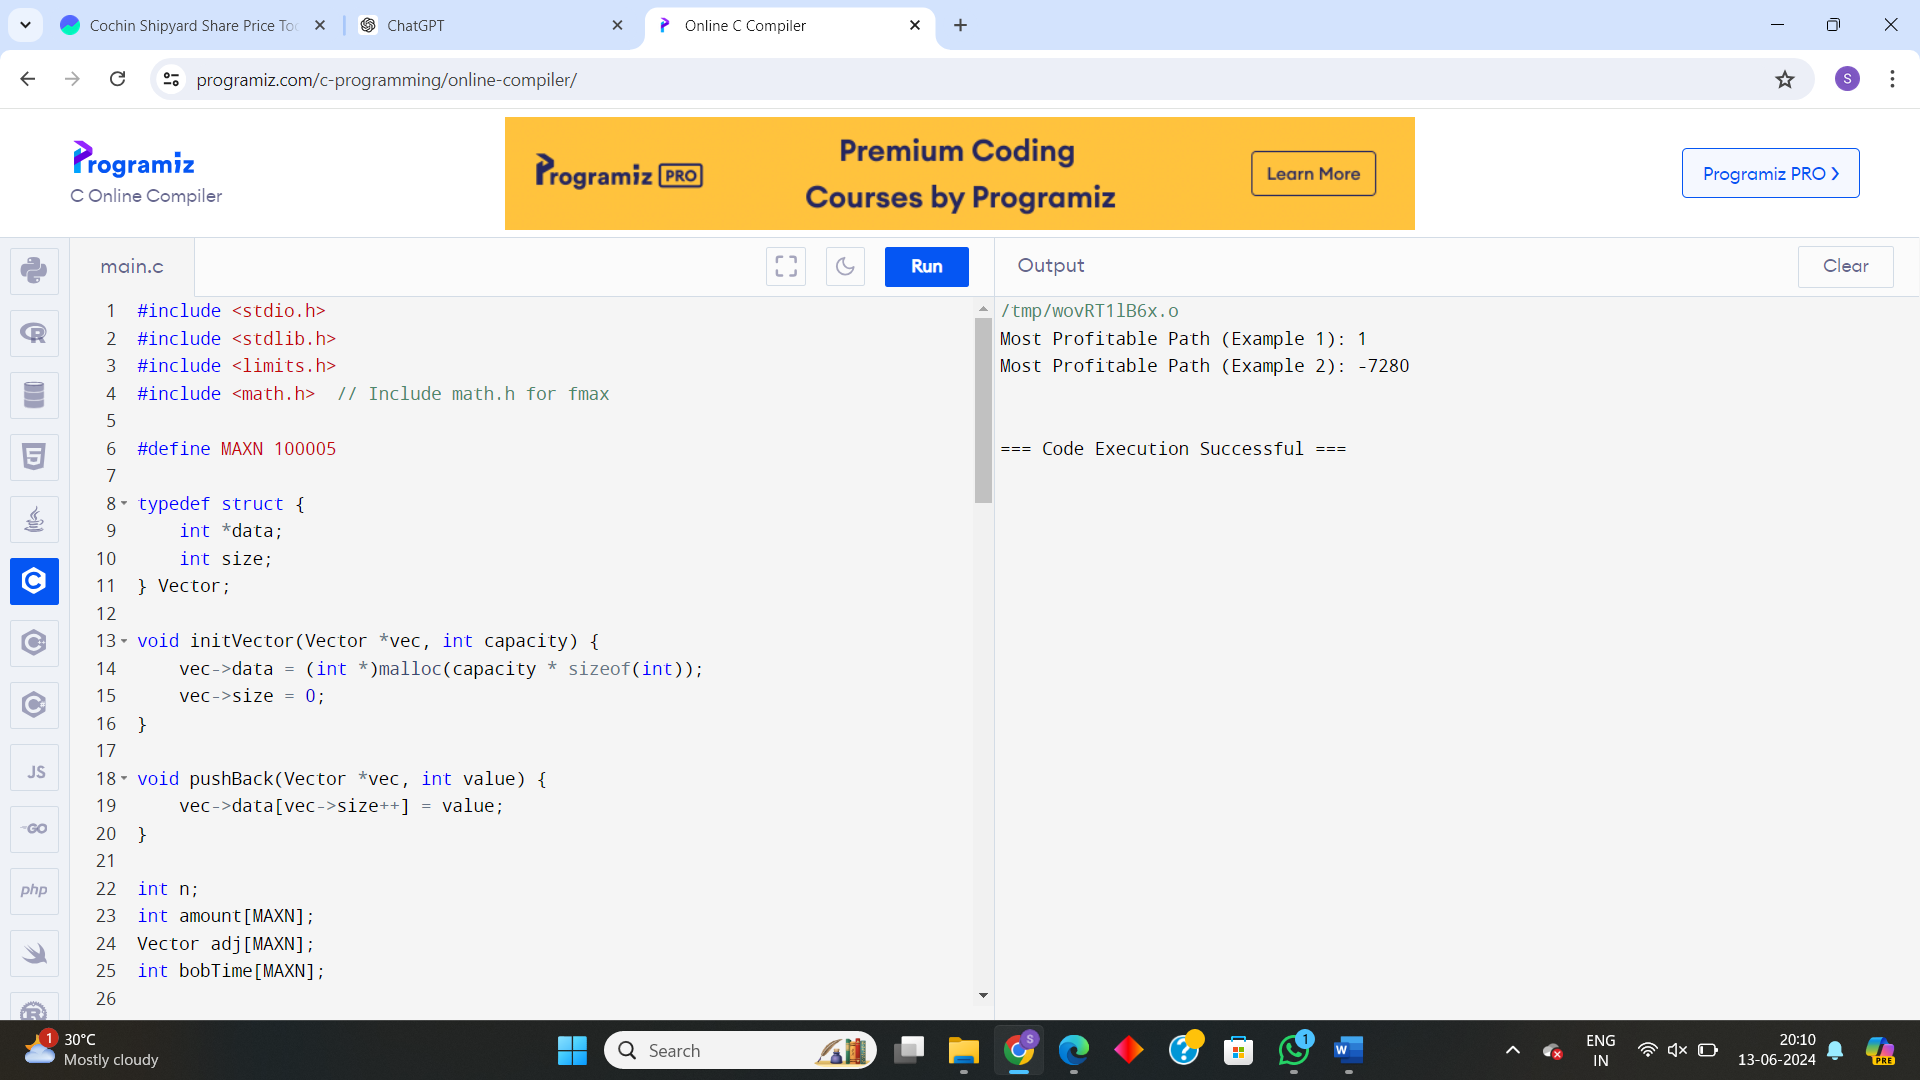 Cochin Shipyard Share Price Tod
ChatGPT
Online C Compiler
programiz.com/c-programming/online-compiler/
S
Programiz
C Online Compiler
Programiz PRO
Premium Coding
Courses by Programiz
Learn More
Programiz PRO
main.c
Run
Output
Clear
1 #include <stdio.h>
2 #include <stdlib.h>
3 #include <limits.h>
4 #include <math.h>  // Include math.h for fmax
5
6 #define MAXN 100005
7
8 typedef struct {
9     int *data;
10     int size;
11 } Vector;
12
13 void initVector(Vector *vec, int capacity) {
14     vec->data = (int *)malloc(capacity * sizeof(int));
15     vec->size = 0;
16 }
17
18 void pushBack(Vector *vec, int value) {
19     vec->data[vec->size++] = value;
20 }
21
22 int n;
23 int amount[MAXN];
24 Vector adj[MAXN];
25 int bobTime[MAXN];
26
/tmp/wovRT1lB6x.o
Most Profitable Path (Example 1): 1
Most Profitable Path (Example 2): -7280
=== Code Execution Successful ===
JS
GO
php
1
30°C
Mostly cloudy
Search
S
1
W
ENG
IN
20:10
13-06-2024
PRE